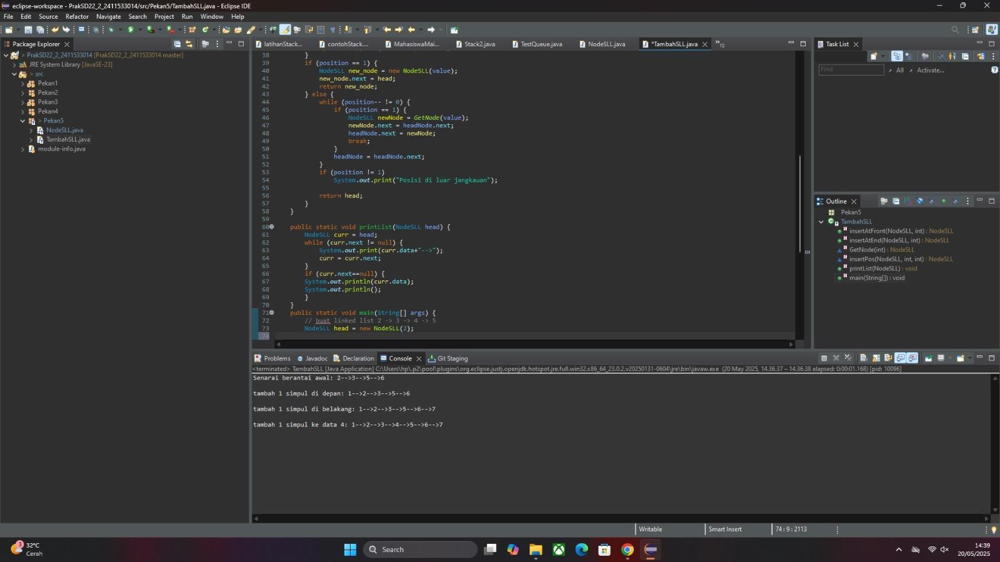 eclipse-workspace - PrakSD22_2_2411533014/src/Pekan5/TambahSLL.java - Eclipse IDE
File Edit Source Refactor Navigate Search Project Run Window Help
Package Explorer
PrakSD22_2_2411533014 [PrakSD22_2_2411533014 master]
JRE System Library [JavaSE-23]
> src
Pekan1
Pekan2
Pekan3
Pekan4
> Pekan5
NodeSLL.java
TambahSLL.java
module-info.java
latihanStack... contohStack.... MahasiswaMai... Stack2.java TestQueue.java NodeSLL.java *TambahSLL.java »10
38 }
39 if (position == 1) {
40 NodeSLL new_node = new NodeSLL(value);
41 new_node.next = head;
42 return new_node;
43 } else {
44 while (position-- != 0) {
45 if (position == 1) {
46 NodeSLL newNode = GetNode(value);
47 newNode.next = headNode.next;
48 headNode.next = newNode;
49 break;
50 }
51 headNode = headNode.next;
52 }
53 if (position != 1)
54 System.out.print("Posisi di luar jangkauan");
55
56 return head;
57 }
58 }
59
60 public static void printList(NodeSLL head) {
61 NodeSLL curr = head;
62 while (curr.next != null) {
63 System.out.print(curr.data+"-->");
64 curr = curr.next;
65 }
66 if (curr.next==null) {
67 System.out.println(curr.data);
68 System.out.println();
69 }
70 }
71 public static void main(String[] args) {
72 // buat linked list 2 -> 3 -> 4 -> 5
73 NodeSLL head = new NodeSLL(2);
74
Task List
Find All Activate...
Outline
Pekan5
TambahSLL
insertAtFront(NodeSLL, int) : NodeSLL
insertAtEnd(NodeSLL, int) : NodeSLL
GetNode(int) : NodeSLL
insertPos(NodeSLL, int, int) : NodeSLL
printList(NodeSLL) : void
main(String[]) : void
Problems Javadoc Declaration Console Git Staging
<terminated> TambahSLL [Java Application] C:\Users\hp\.p2\pool\plugins\org.eclipse.justj.openjdk.hotspot.jre.full.win32.x86_64_23.0.2.v20250131-0604\jre\bin\javaw.exe (20 May 2025, 14.36.37 – 14.36.38 elapsed: 0:00:01.168) [pid: 10096]
Senarai berantai awal: 2-->3-->5-->6
tambah 1 simpul di depan: 1-->2-->3-->5-->6
tambah 1 simpul di belakang: 1-->2-->3-->5-->6-->7
tambah 1 simpul ke data 4: 1-->2-->3-->4-->5-->6-->7
Writable Smart Insert 74 : 9 : 2113
3
32°C
Cerah
Search
14:39
20/05/2025